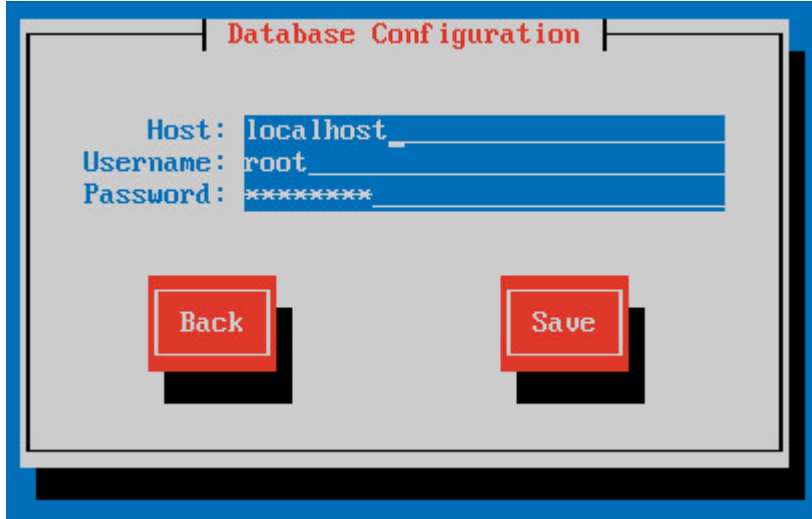 Database Configuration
Host: localhost
Username: root
Password: ********
Back Save